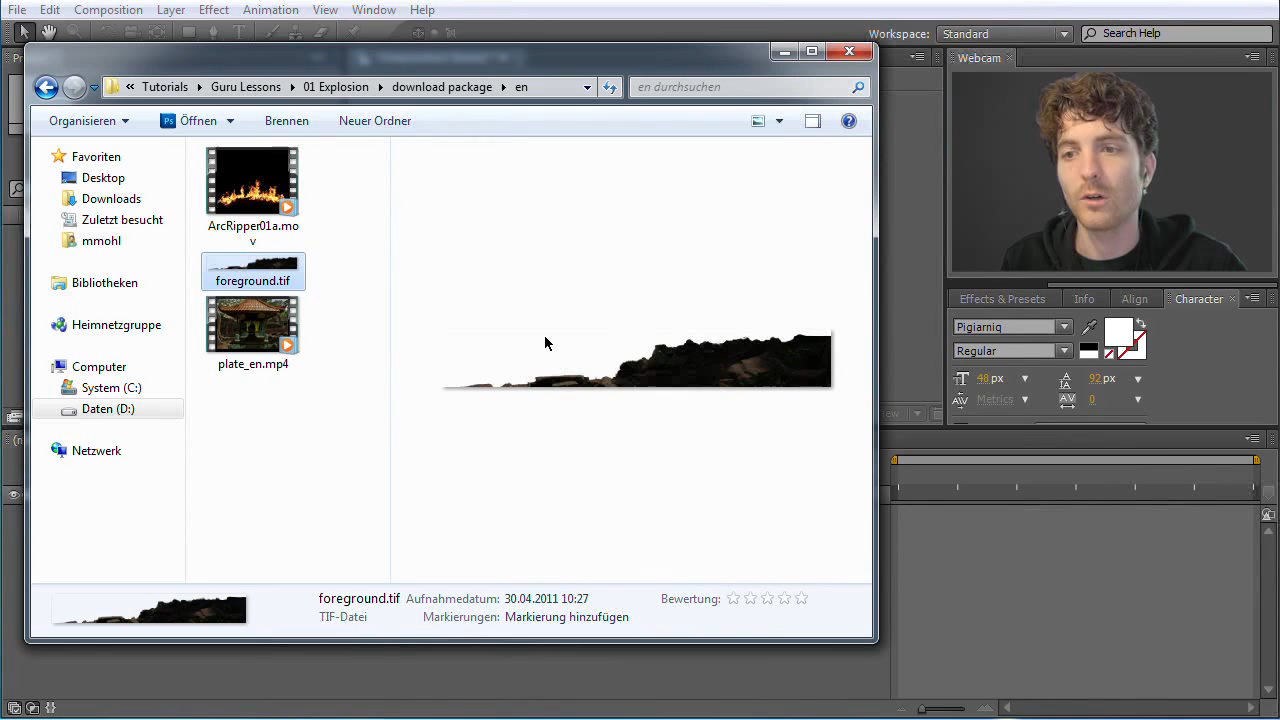 File Edit Composition Layer Effect Animation View Window Help
Workspace: Standard Search Help
Webcam
Tutorials Guru Lessons 01 Explosion download package en
en durchsuchen
Organisieren Ps Öffnen Brennen Neuer Ordner
Favoriten
Desktop
Downloads
Zuletzt besucht
mmohl
Bibliotheken
Heimnetzgruppe
Computer
System (C:)
Daten (D:)
Netzwerk
ArcRipper01a.mo
v
foreground.tif
plate_en.mp4
foreground.tif Aufnahmedatum: 30.04.2011 10:27 Bewertung:
TIF-Datei Markierungen: Markierung hinzufügen
Effects & Presets Info Align Character
Pigiarniq
Regular
48 px 92 px
Metrics 0